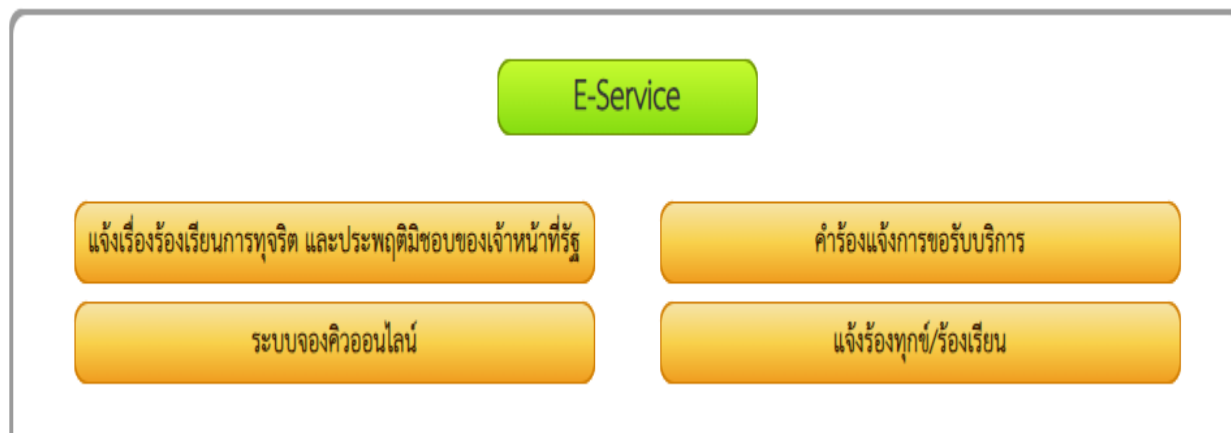 E-Service
แจ้งเรื่องร้องเรียนการทุจริต และประพฤติมิชอบของเจ้าหน้าที่รัฐ
คำร้องแจ้งการขอรับบริการ
ระบบจองคิวออนไลน์
แจ้งร้องทุกข์/ร้องเรียน